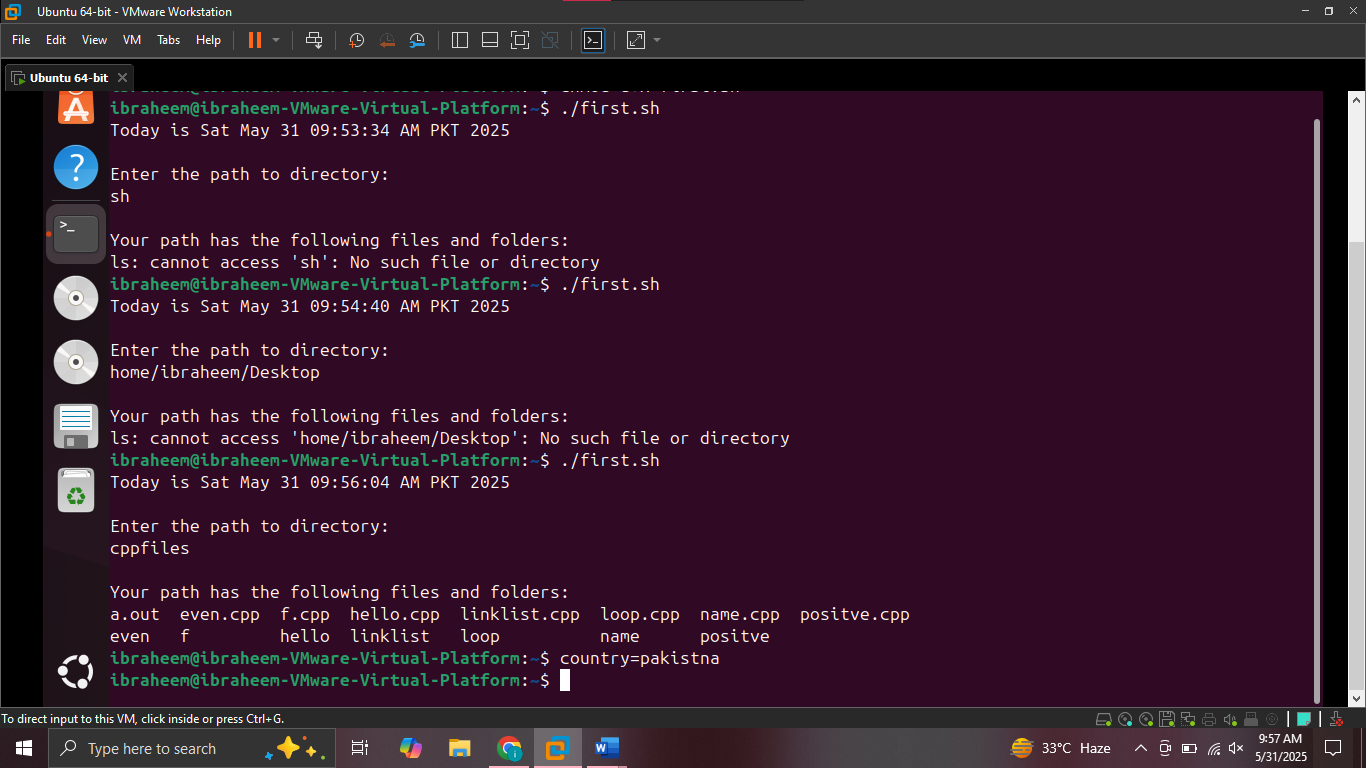 Ubuntu 64-bit - VMware Workstation
File Edit View VM Tabs Help
Ubuntu 64-bit
ibraheem@ibraheem-VMware-Virtual-Platform:~$ ./first.sh
Today is Sat May 31 09:53:34 AM PKT 2025
Enter the path to directory:
sh
Your path has the following files and folders:
ls: cannot access 'sh': No such file or directory
ibraheem@ibraheem-VMware-Virtual-Platform:~$ ./first.sh
Today is Sat May 31 09:54:40 AM PKT 2025
Enter the path to directory:
home/ibraheem/Desktop
Your path has the following files and folders:
ls: cannot access 'home/ibraheem/Desktop': No such file or directory
ibraheem@ibraheem-VMware-Virtual-Platform:~$ ./first.sh
Today is Sat May 31 09:56:04 AM PKT 2025
Enter the path to directory:
cppfiles
Your path has the following files and folders:
a.out even.cpp f.cpp hello.cpp linklist.cpp loop.cpp name.cpp positve.cpp
even f hello linklist loop name positve
ibraheem@ibraheem-VMware-Virtual-Platform:~$ country=pakistna
ibraheem@ibraheem-VMware-Virtual-Platform:~$
To direct input to this VM, click inside or press Ctrl+G.
Type here to search
33°C Haze
9:57 AM
5/31/2025